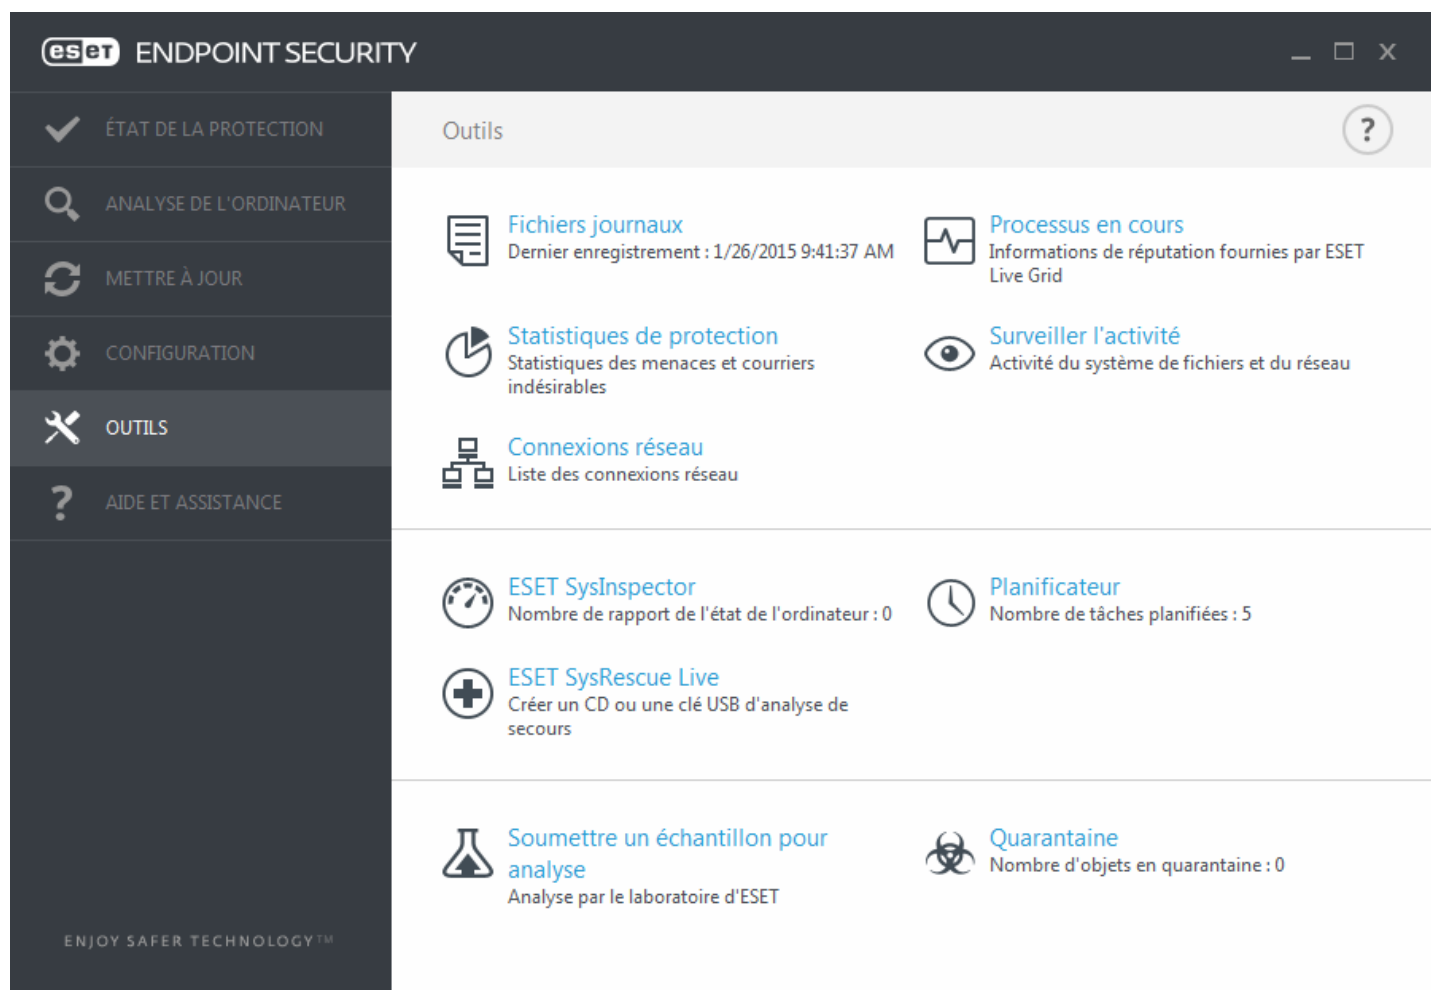 eset ENDPOINT SECURITY
ÉTAT DE LA PROTECTION
ANALYSE DE L'ORDINATEUR
METTRE À JOUR
CONFIGURATION
OUTILS
AIDE ET ASSISTANCE
ENJOY SAFER TECHNOLOGY™
Outils
?
Fichiers journaux
Dernier enregistrement : 1/26/2015 9:41:37 AM
Processus en cours
Informations de réputation fournies par ESET
Live Grid
Statistiques de protection
Statistiques des menaces et courriers
indésirables
Surveiller l'activité
Activité du système de fichiers et du réseau
Connexions réseau
Liste des connexions réseau
ESET SysInspector
Nombre de rapport de l'état de l'ordinateur : 0
Planificateur
Nombre de tâches planifiées : 5
ESET SysRescue Live
Créer un CD ou une clé USB d'analyse de
secours
Soumettre un échantillon pour
analyse
Analyse par le laboratoire d'ESET
Quarantaine
Nombre d'objets en quarantaine : 0